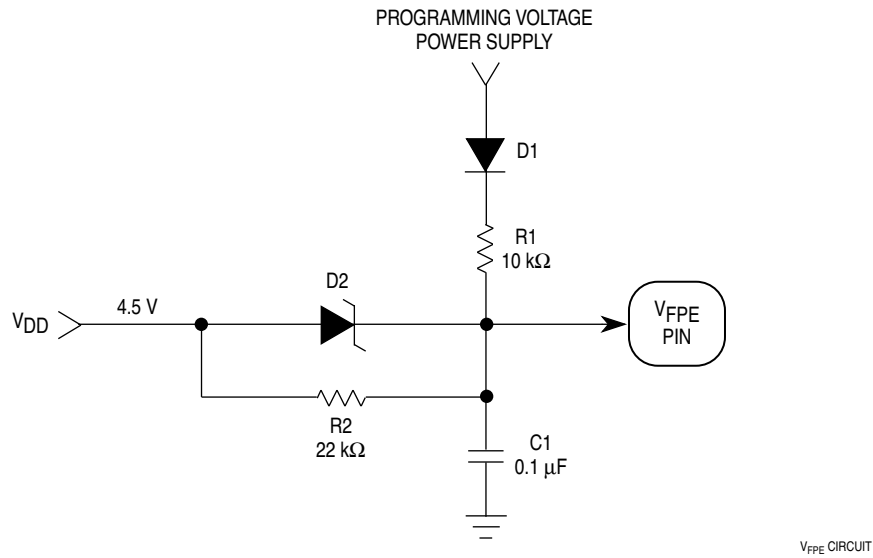 PROGRAMMING VOLTAGE
POWER SUPPLY
D1
R1
10 kΩ
D2
4.5 V
VDD
VFPE
PIN
R2
22 kΩ
C1
0.1 μF
VFPE CIRCUIT